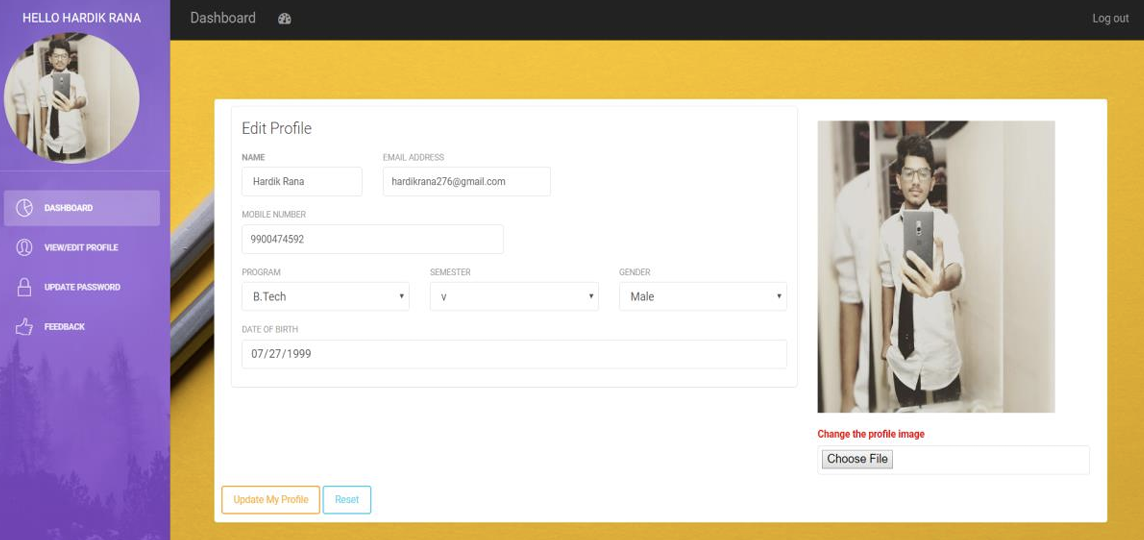 HELLO HARDIK RANA
Dashboard
Log out
DASHBOARD
VIEW/EDIT PROFILE
UPDATE PASSWORD
FEEDBACK
Edit Profile
NAME EMAIL ADDRESS
Hardik Rana hardikrana276@gmail.com
MOBILE NUMBER
9900474592
PROGRAM SEMESTER GENDER
B.Tech v Male
DATE OF BIRTH
07/27/1999
Change the profile image
Choose File
Update My Profile Reset